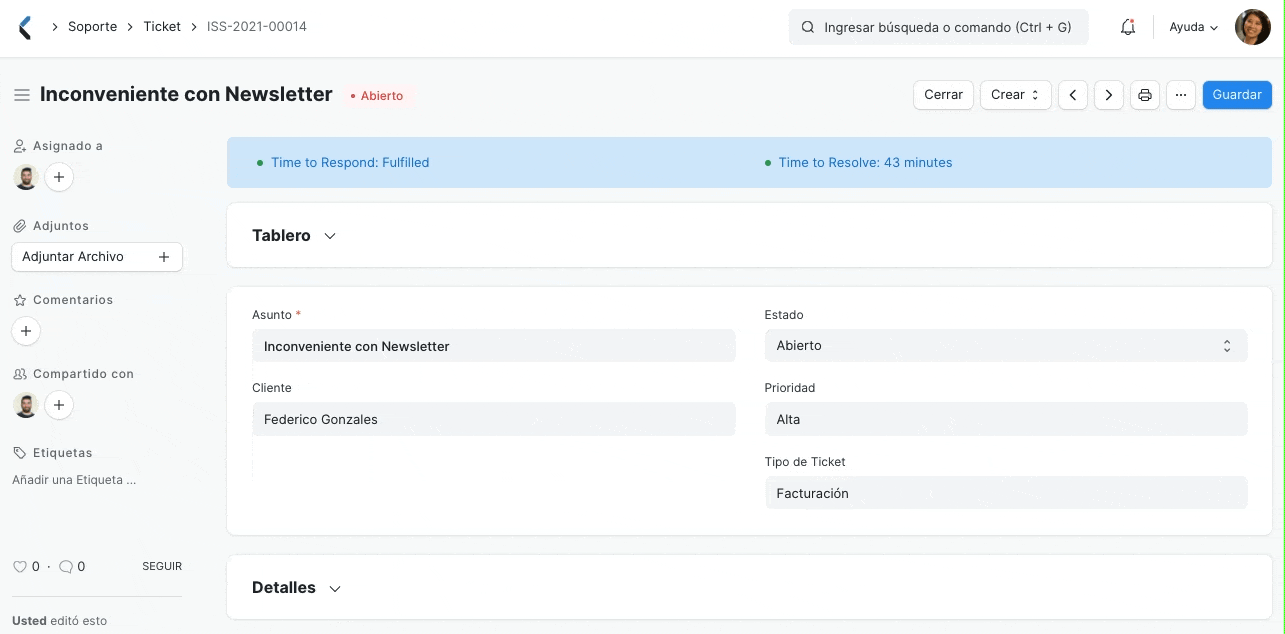 Soporte
Ticket
ISS-2021-00014
Ingresar búsqueda o comando (Ctrl + G)
Ayuda
Inconveniente con Newsletter
Abierto
Cerrar
Crear
···
Guardar
Asignado a
Time to Respond: Fulfilled
Time to Resolve: 43 minutes
Adjuntos
Adjuntar Archivo
Tablero
Comentarios
Compartido con
Etiquetas
Añadir una Etiqueta ...
Asunto *
Inconveniente con Newsletter
Cliente
Federico Gonzales
Estado
Abierto
Prioridad
Alta
Tipo de Ticket
Facturación
0 · 0
SEGUIR
Detalles
Usted editó esto